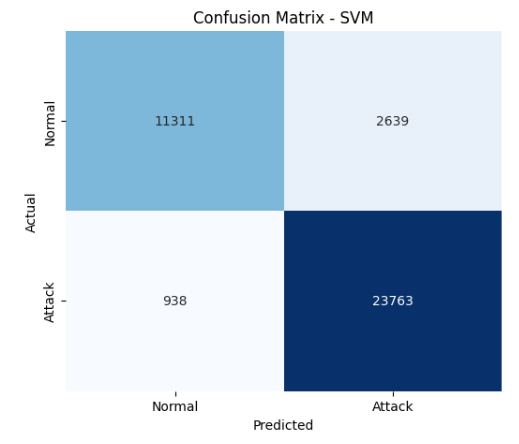 Confusion Matrix - SVM
Normal
11311
2639
Actual
Attack
938
23763
Normal
Attack
Predicted